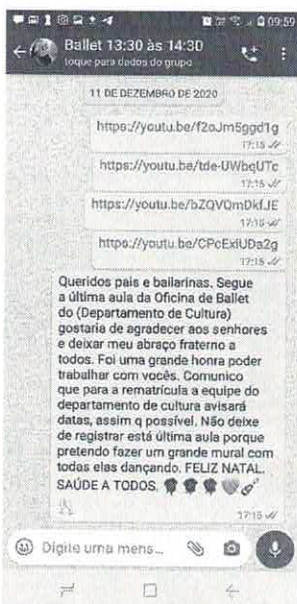 09:59
Ballet 13:30 às 14:30
toque para dados do grupo
11 DE DEZEMBRO DE 2020
https://youtu.be/f2oJm5ggd1g
17:15
https://youtu.be/tde-UWbqUTc
17:15
https://youtu.be/bZQVQmDkfJE
17:15
https://youtu.be/CPcExiUDa2g
17:15
Queridos pais e bailarinas. Segue
a última aula da Oficina de Ballet
do (Departamento de Cultura)
gostaria de agradecer aos senhores
e deixar meu abraço fraterno a
todos. Foi uma grande honra poder
trabalhar com vocês. Comunico
que para a rematrícula a equipe do
departamento de cultura avisará
datas, assim q possível. Não deixe
de registrar está última aula porque
pretendo fazer um grande mural com
todas elas dançando. FELIZ NATAL.
SAÚDE A TODOS.
17:15
Digite uma mens...